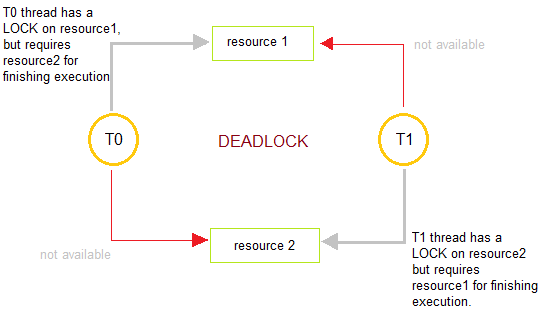 T0 thread has a
LOCK on resource1,
but requires
resource2 for
finishing execution
resource 1
not available
T0
DEADLOCK
T1
not available
resource 2
T1 thread has a
LOCK on resource2
but requires
resource1 for finishing
execution.